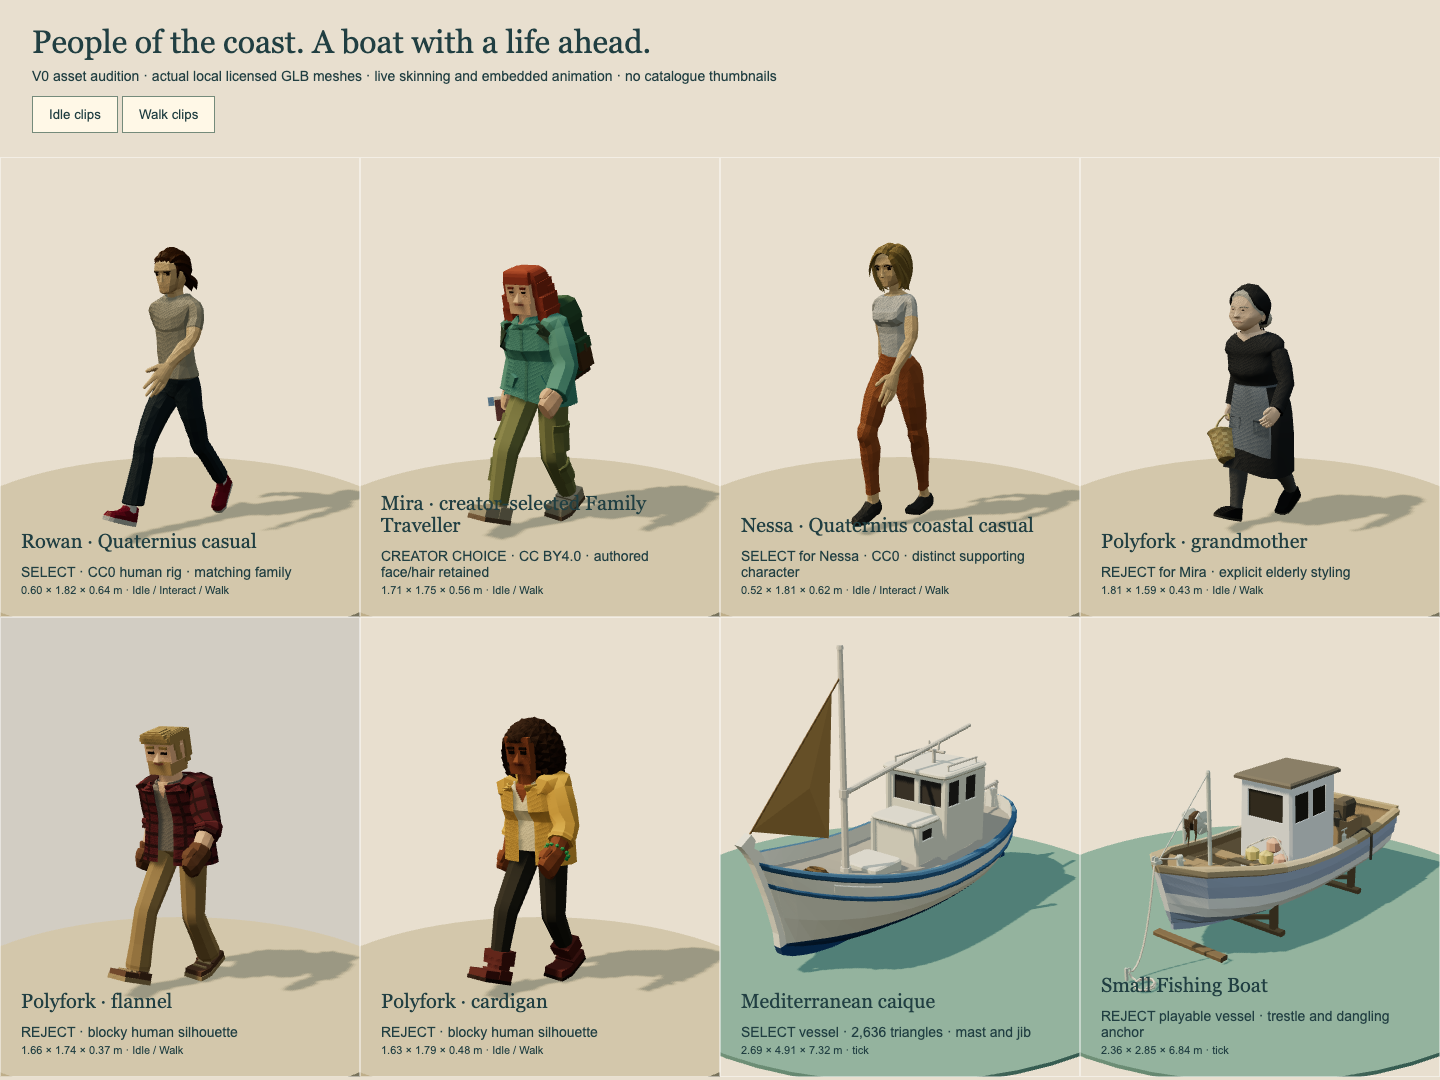 People of the coast. A boat with a life ahead.
V0 asset audition · actual local licensed GLB meshes · live skinning and embedded animation · no catalogue thumbnails
Idle clips
Walk clips
Rowan · Quaternius casual
SELECT · CC0 human rig · matching family
0.60 × 1.82 × 0.64 m · Idle / Interact / Walk
Mira · creator-selected Family
Traveller
CREATOR CHOICE · CC BY4.0 · authored
face/hair retained
1.71 × 1.75 × 0.56 m · Idle / Walk
Nessa · Quaternius coastal casual
SELECT for Nessa · CC0 · distinct supporting
character
0.52 × 1.81 × 0.62 m · Idle / Interact / Walk
Polyfork · grandmother
REJECT for Mira · explicit elderly styling
1.81 × 1.59 × 0.43 m · Idle / Walk
Polyfork · flannel
REJECT · blocky human silhouette
1.66 × 1.74 × 0.37 m · Idle / Walk
Polyfork · cardigan
REJECT · blocky human silhouette
1.63 × 1.79 × 0.48 m · Idle / Walk
Mediterranean caique
SELECT vessel · 2,636 triangles · mast and jib
2.69 × 4.91 × 7.32 m · tick
Small Fishing Boat
REJECT playable vessel · trestle and dangling
anchor
2.36 × 2.85 × 6.84 m · tick